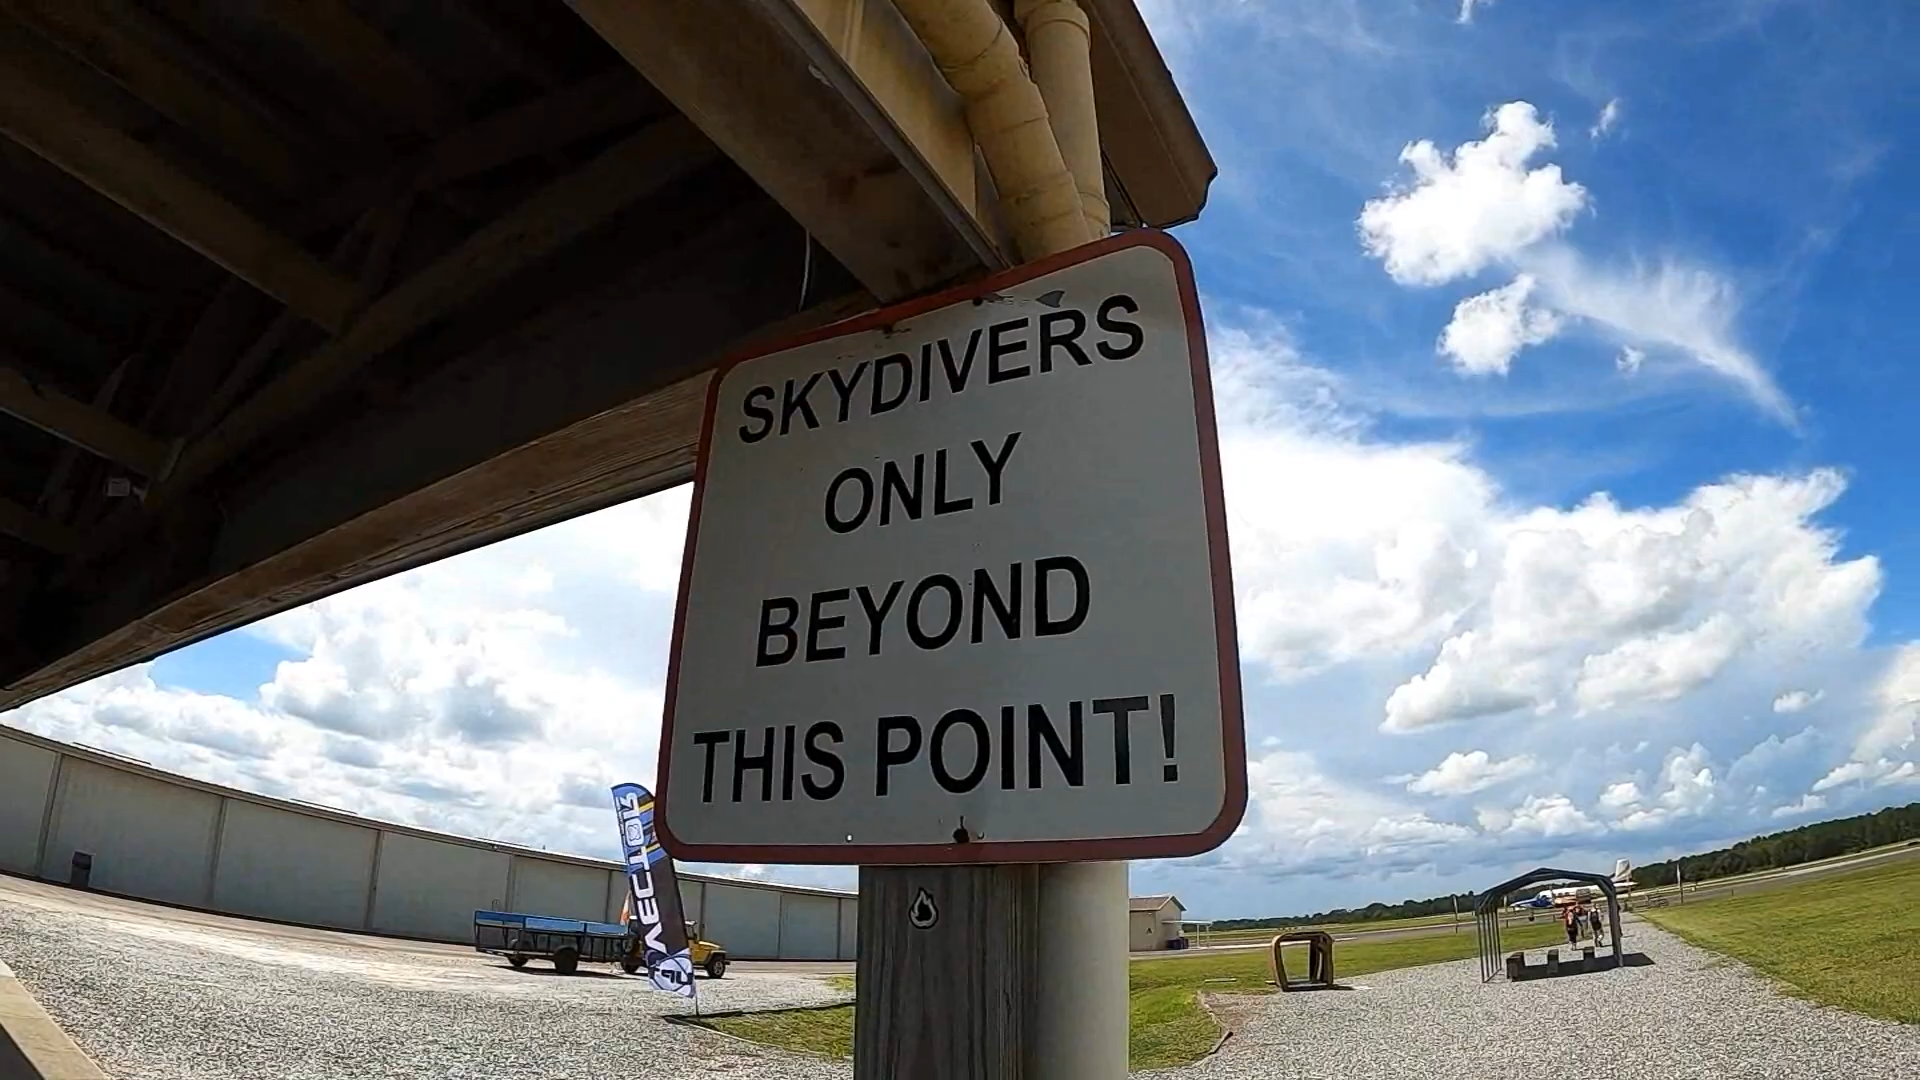 SKYDIVERS
ONLY
BEYOND
THIS POINT!
VECTOR